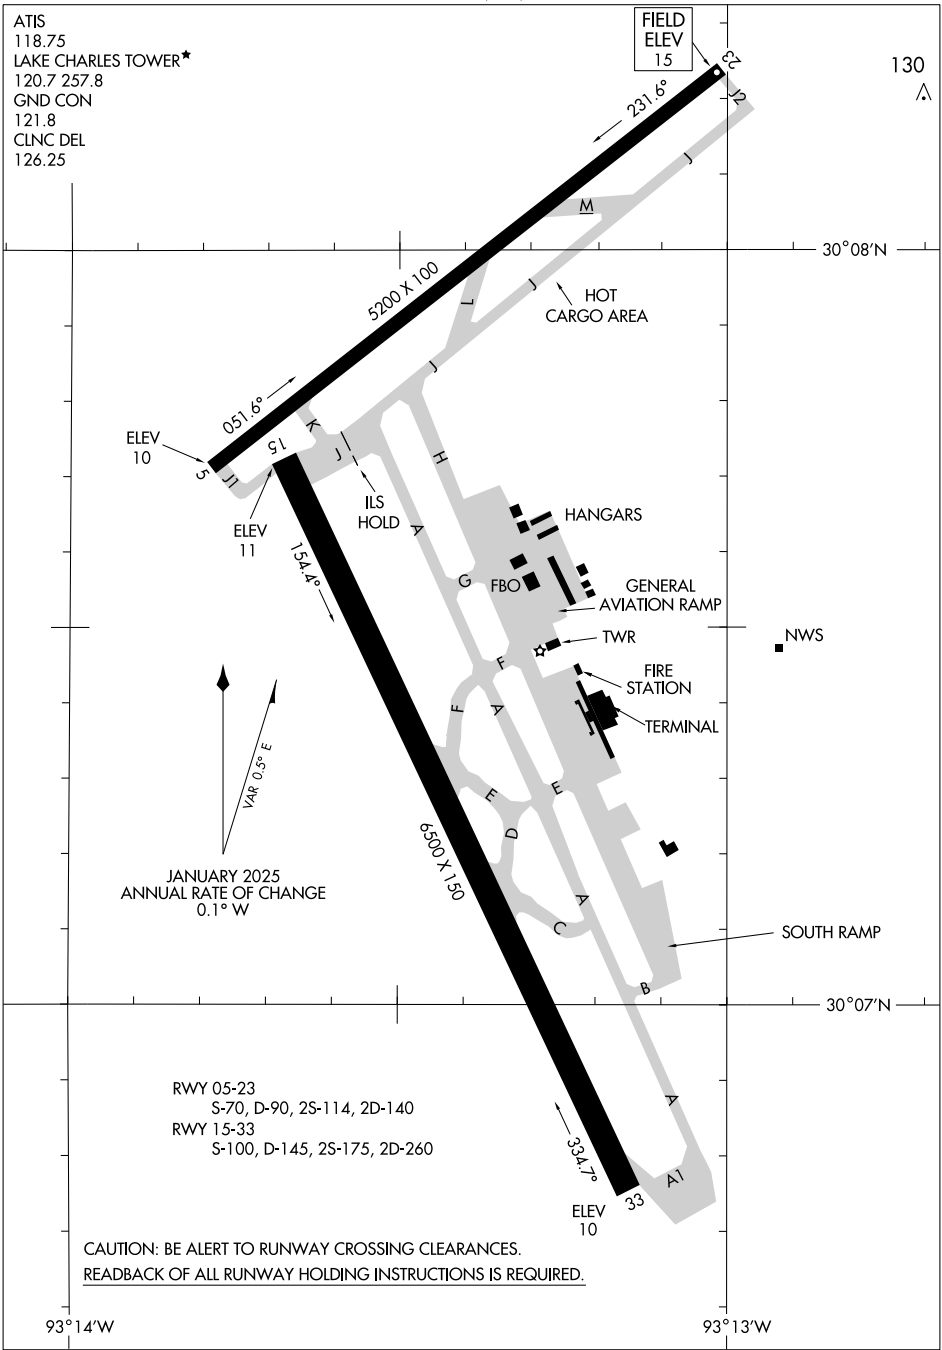 ATIS
118.75
LAKE CHARLES TOWER★
120.7 257.8
GND CON
121.8
CLNC DEL
126.25
FIELD
ELEV
15
23
130
231.6°
J2
J
M
30°08'N
5200 X 100
L
J
HOT
CARGO AREA
J
051.6°
K
ELEV
10
5
J1
15
J
H
ELEV
11
ILS
HOLD
A
HANGARS
154.4°
G
FBO
GENERAL
AVIATION RAMP
TWR
NWS
F
FIRE
STATION
F
A
TERMINAL
VAR 0.5° E
E
E
D
6500 X 150
JANUARY 2025
ANNUAL RATE OF CHANGE
0.1° W
A
C
SOUTH RAMP
B
30°07'N
RWY 05-23
S-70, D-90, 2S-114, 2D-140
RWY 15-33
S-100, D-145, 2S-175, 2D-260
A
334.7°
A1
33
ELEV
10
CAUTION: BE ALERT TO RUNWAY CROSSING CLEARANCES.
READBACK OF ALL RUNWAY HOLDING INSTRUCTIONS IS REQUIRED.
93°14'W
93°13'W